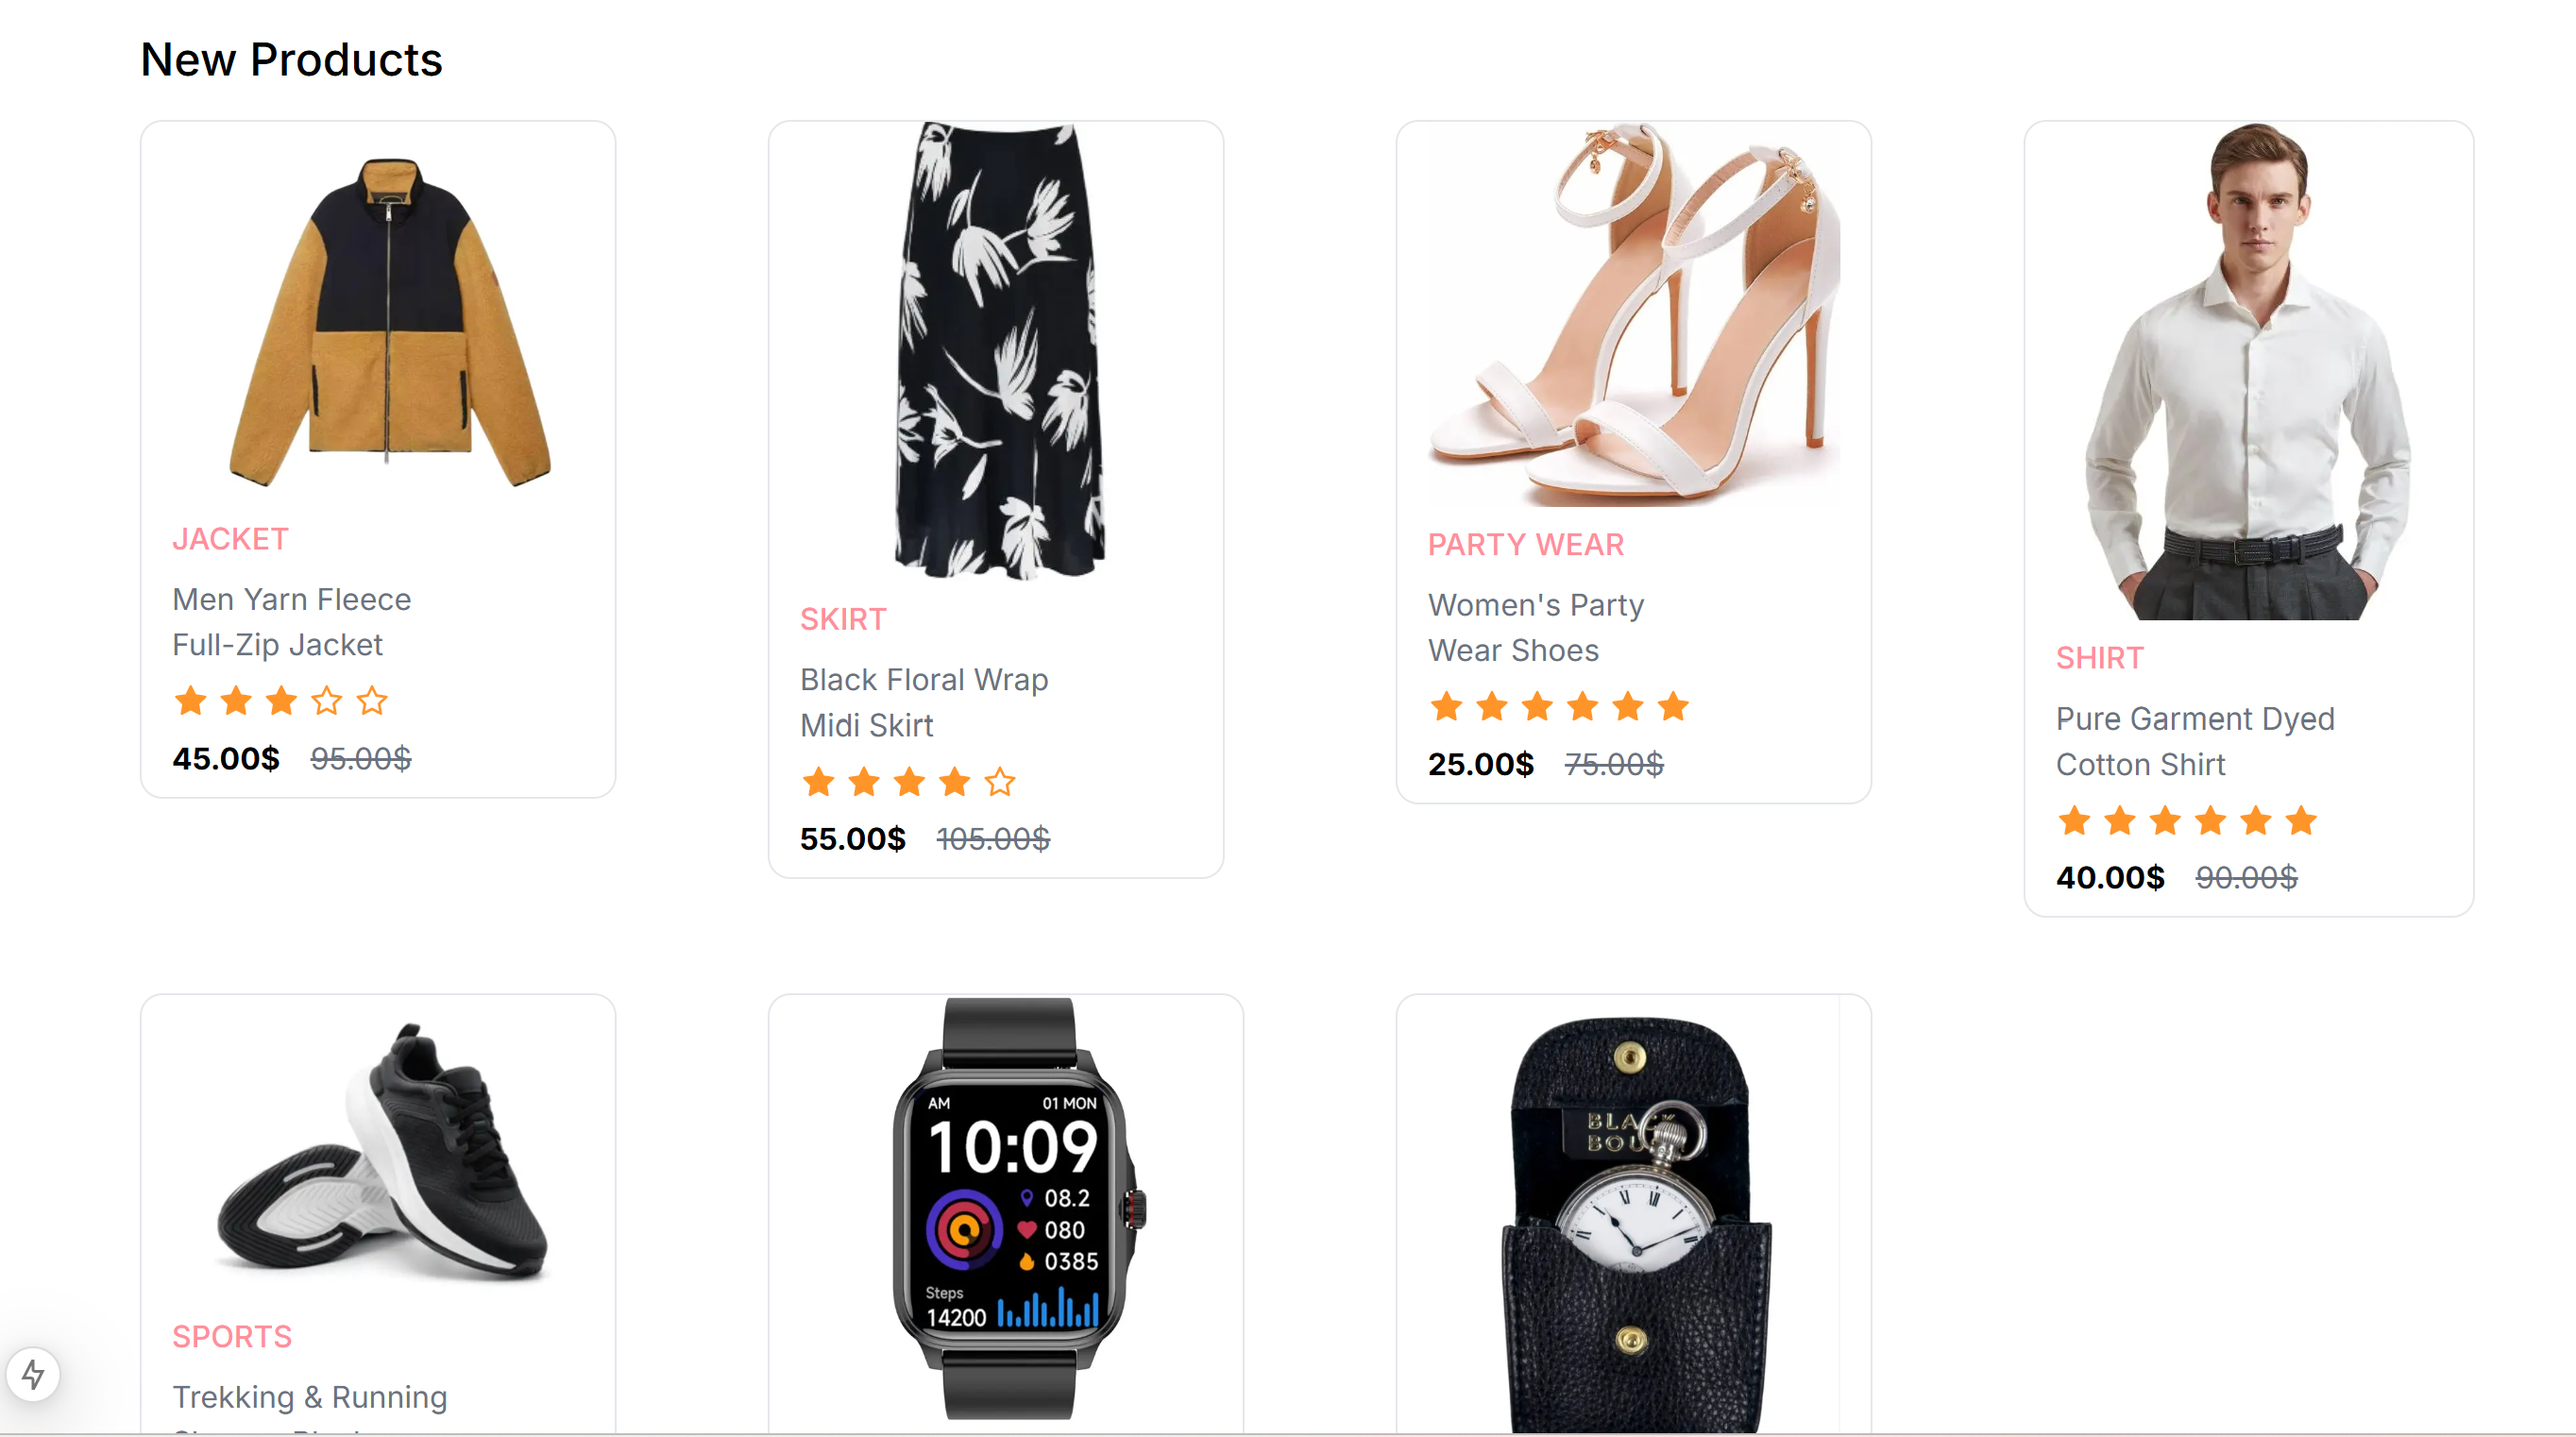 New Products
JACKET
Men Yarn Fleece
Full-Zip Jacket
45.00$ 95.00$
SKIRT
Black Floral Wrap
Midi Skirt
55.00$ 105.00$
PARTY WEAR
Women's Party
Wear Shoes
25.00$ 75.00$
SHIRT
Pure Garment Dyed
Cotton Shirt
40.00$ 90.00$
SPORTS
Trekking & Running
AM 01 MON
10:09
08.2
080
0385
Steps
14200